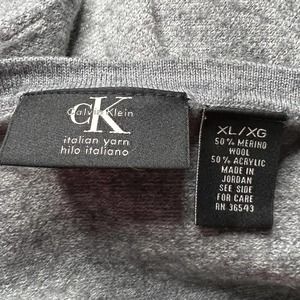 CK
Calvin Klein
italian yarn
hilo italiano
XL/XG
50% MERINO
WOOL
50% ACRYLIC
MADE IN
JORDAN
SEE SIDE
FOR CARE
RN 36543